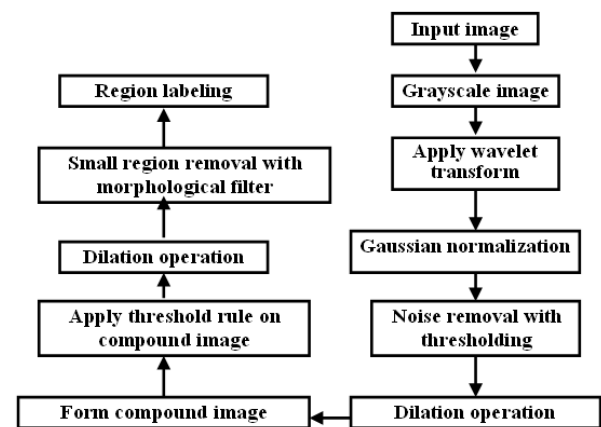 Input image
Grayscale image
Apply wavelet
transform
Gaussian normalization
Noise removal with
thresholding
Dilation operation
Form compound image
Apply threshold rule on
compound image
Dilation operation
Small region removal with
morphological filter
Region labeling